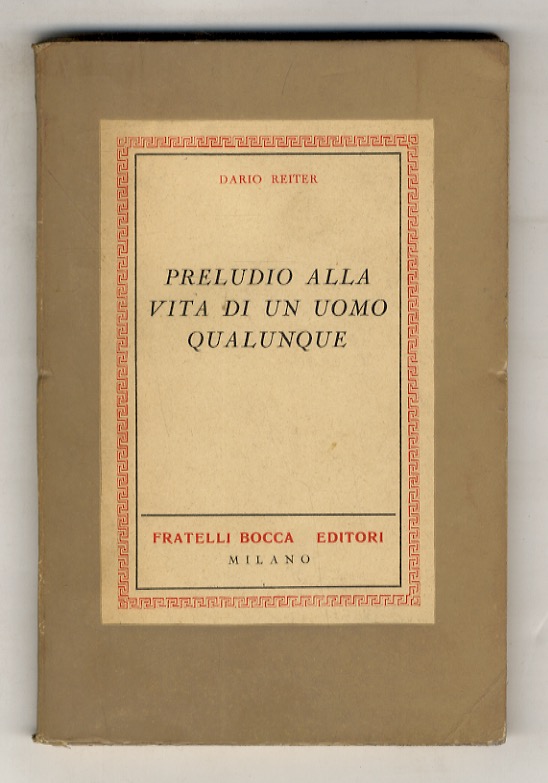 DARIO REITER
PRELUDIO ALLA
VITA DI UN UOMO
QUALUNQUE
FRATELLI BOCCA EDITORI
MILANO